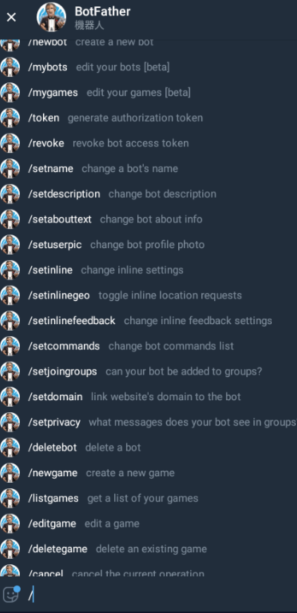 BotFather
機器人
/newbot create a new bot
/mybots edit your bots [beta]
/mygames edit your games [beta]
/token generate authorization token
/revoke revoke bot access token
/setname change a bot's name
/setdescription change bot description
/setabouttext change bot about info
/setuserpic change bot profile photo
/setinline change inline settings
/setinlinegeo toggle inline location requests
/setinlinefeedback change inline feedback settings
/setcommands change bot commands list
/setjoingroups can your bot be added to groups?
/setdomain link website's domain to the bot
/setprivacy what messages does your bot see in groups
/deletebot delete a bot
/newgame create a new game
/listgames get a list of your games
/editgame edit a game
/deletegame delete an existing game
/cancel cancel the current operation
/